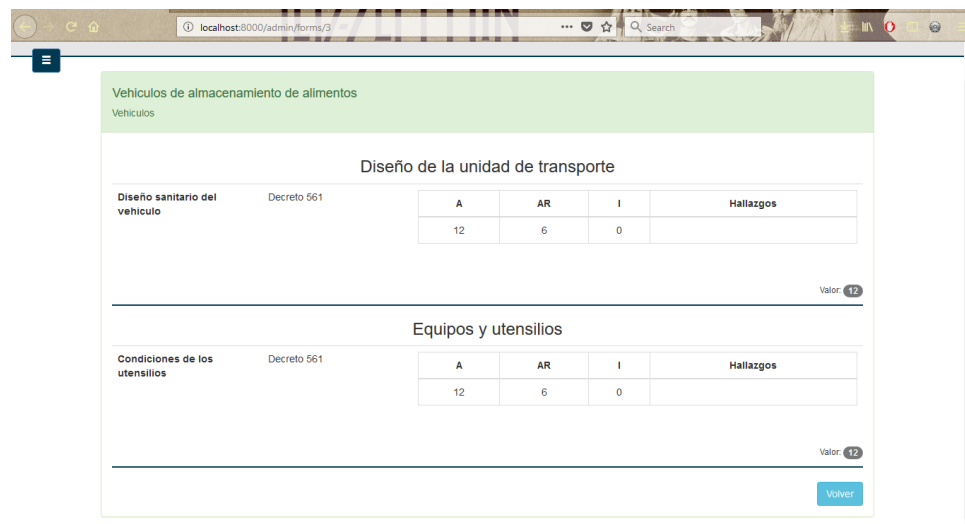 localhost:8000/admin/forms/3
Search
Vehiculos de almacenamiento de alimentos
Vehiculos
Diseño de la unidad de transporte
Diseño sanitario del vehiculo
Decreto 561
A AR I Hallazgos
12 6 0
Valor: 12
Equipos y utensilios
Condiciones de los utensilios
Decreto 561
A AR I Hallazgos
12 6 0
Valor: 12
Volver